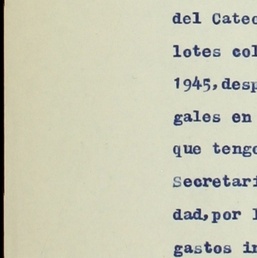 del Cated
lotes col
1945,desp
gales en
que tengo
Secretari
dad,por l
gastos in